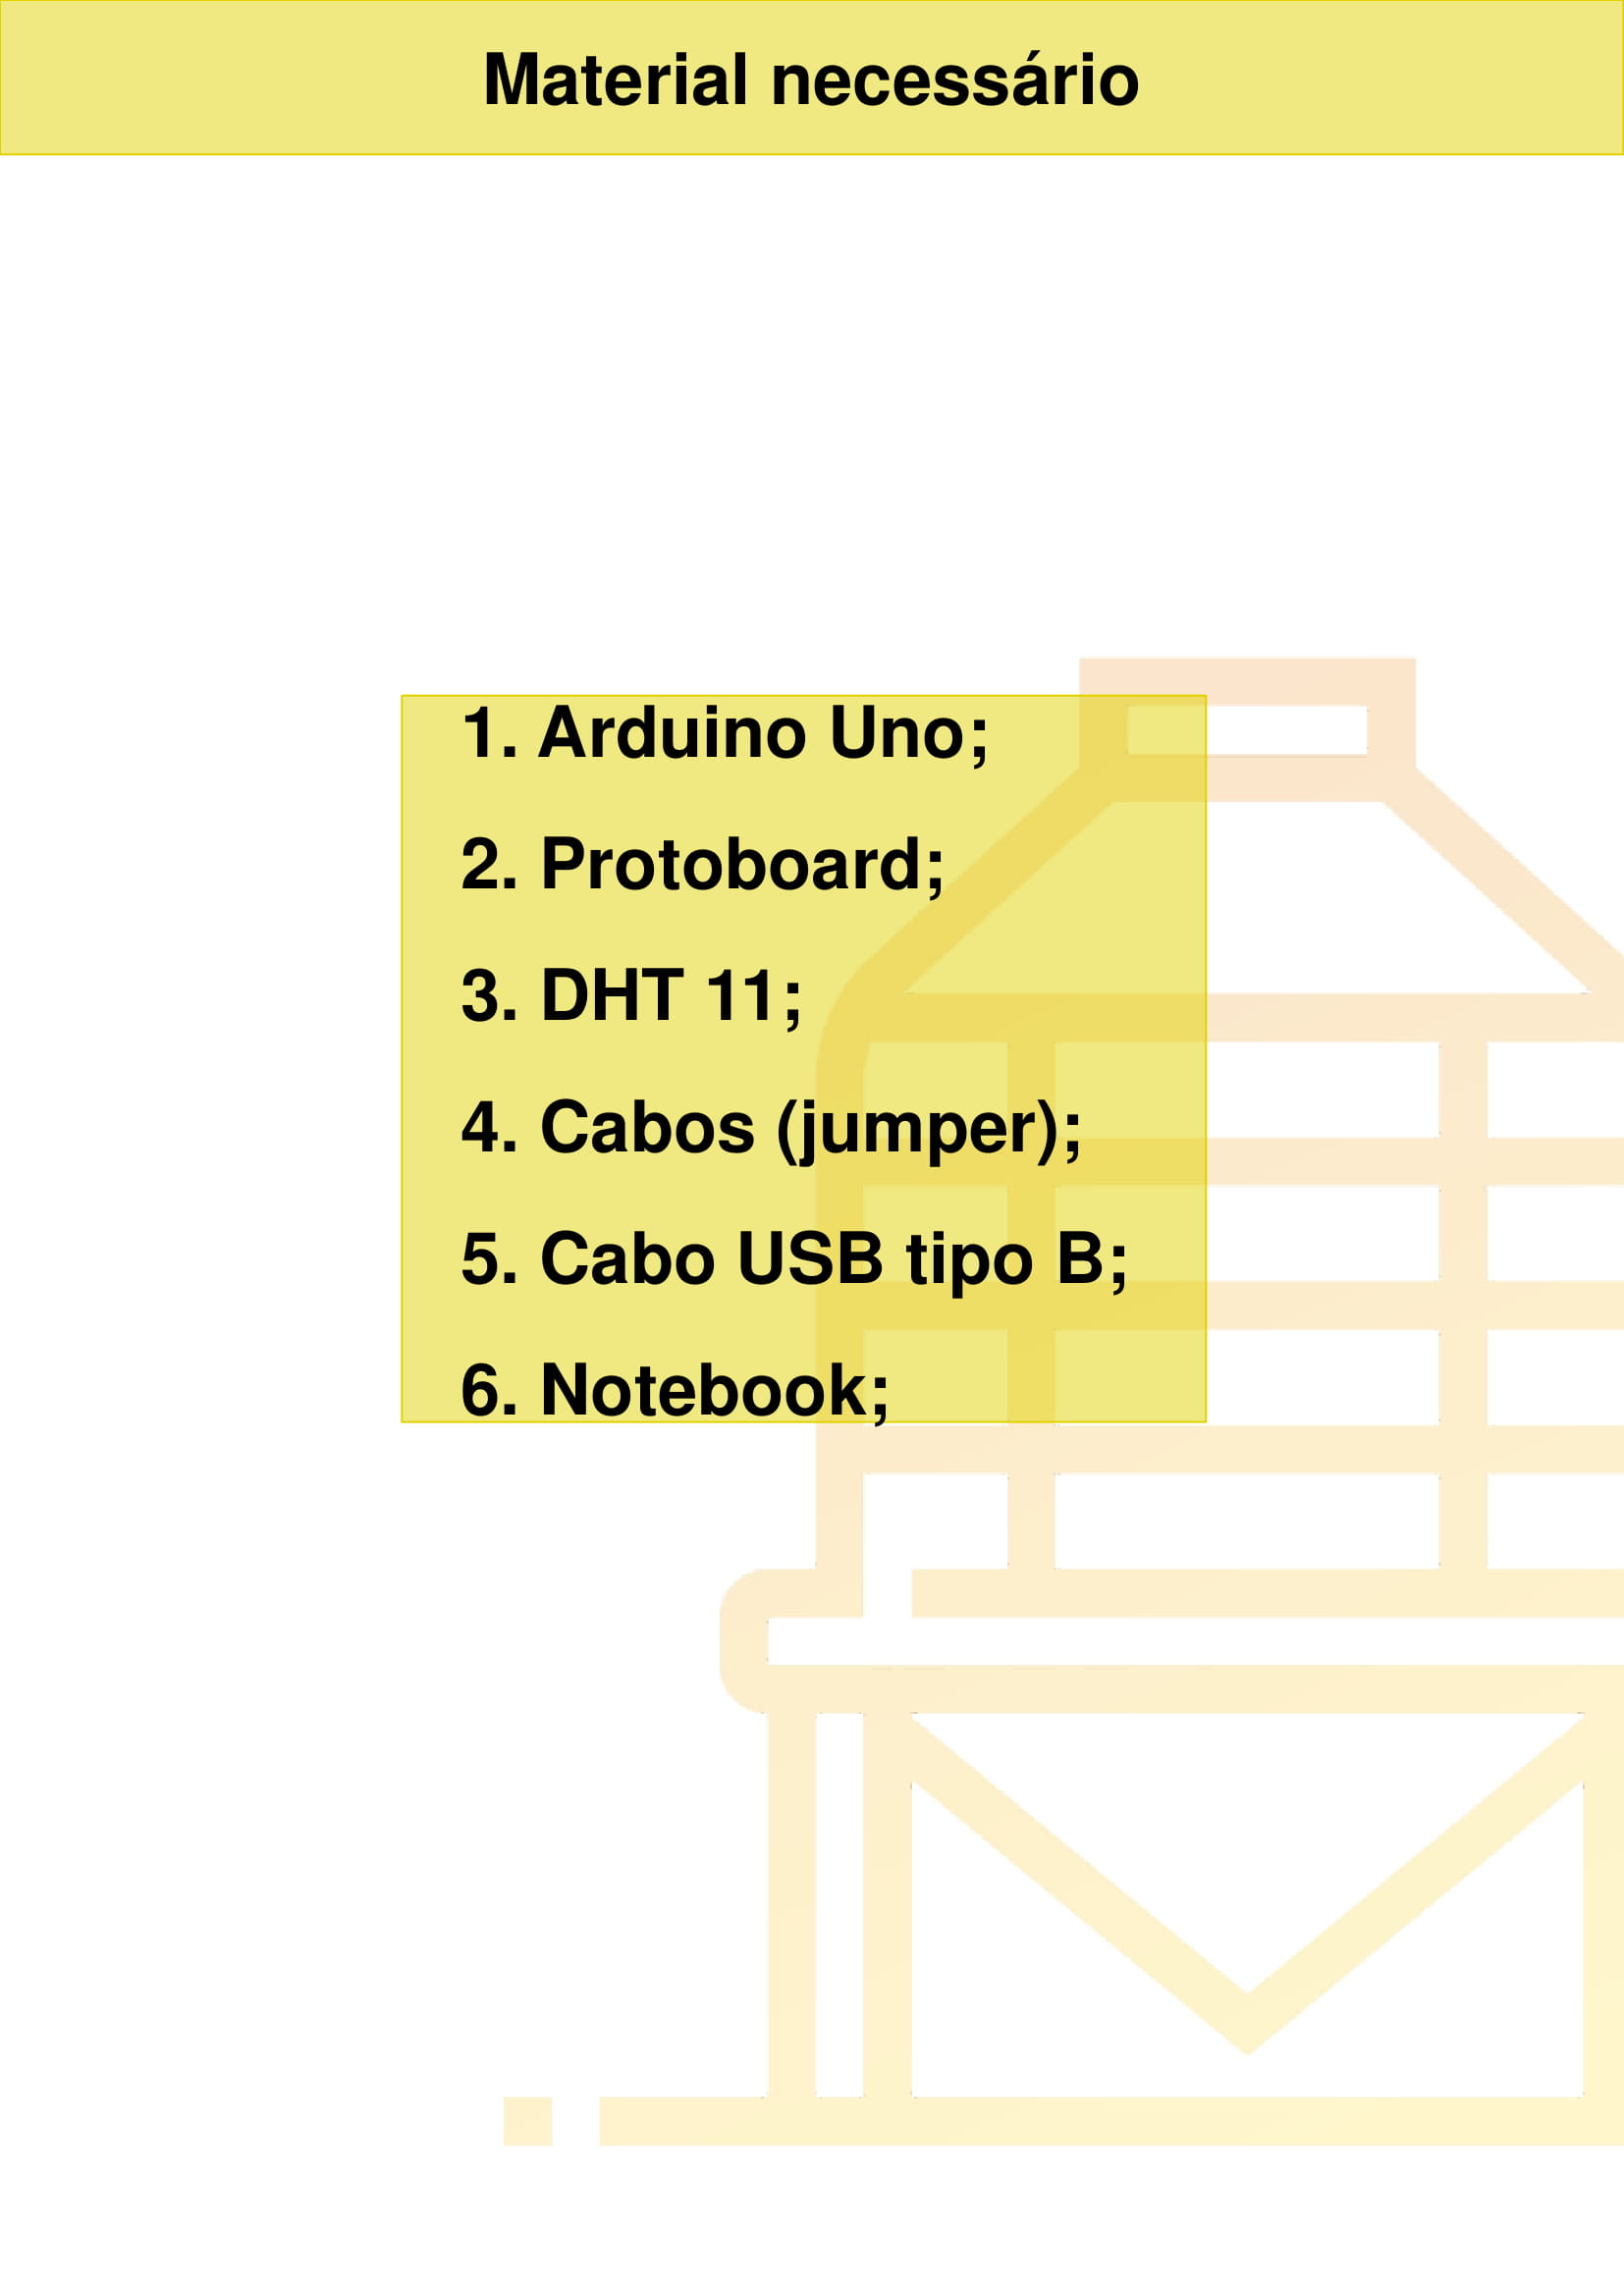 Material necessário
1. Arduino Uno;
2. Protoboard;
3. DHT 11;
4. Cabos (jumper);
5. Cabo USB tipo B;
6. Notebook;